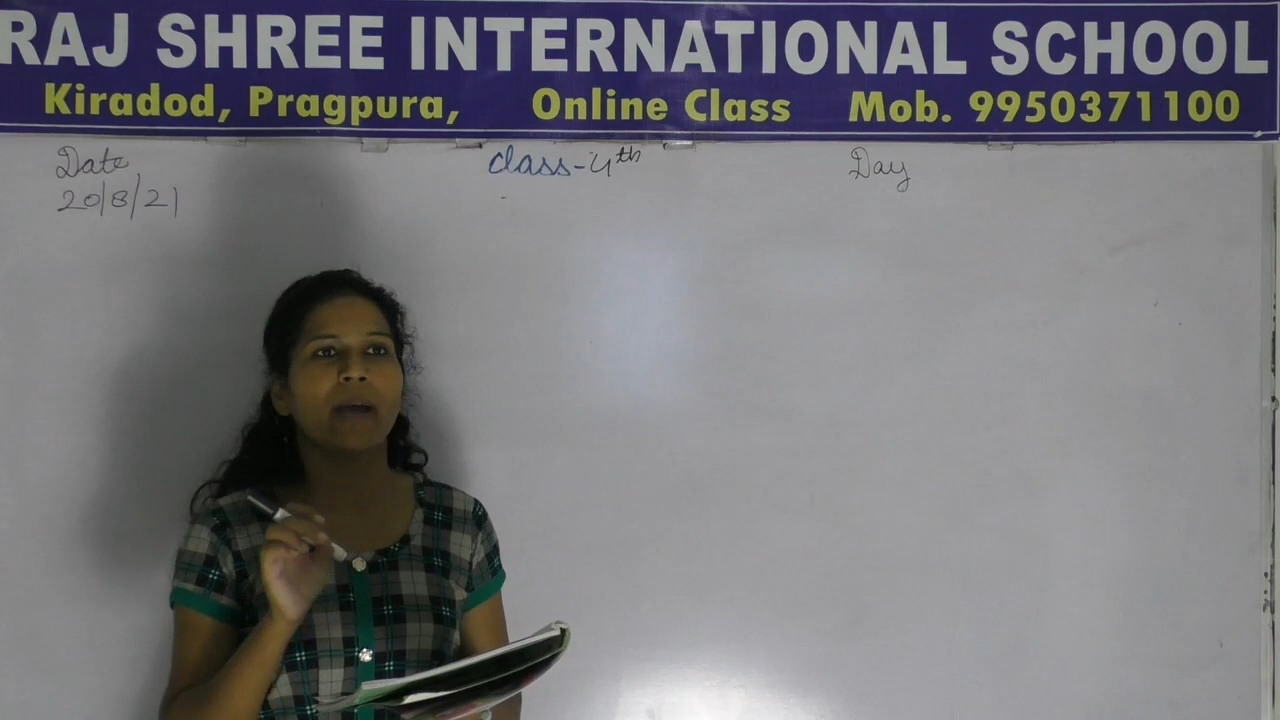 RAJ SHREE INTERNATIONAL SCHOOL
Kiradod, Pragpura, Online Class Mob. 9950371100
Date class-4th Day
20/8/21